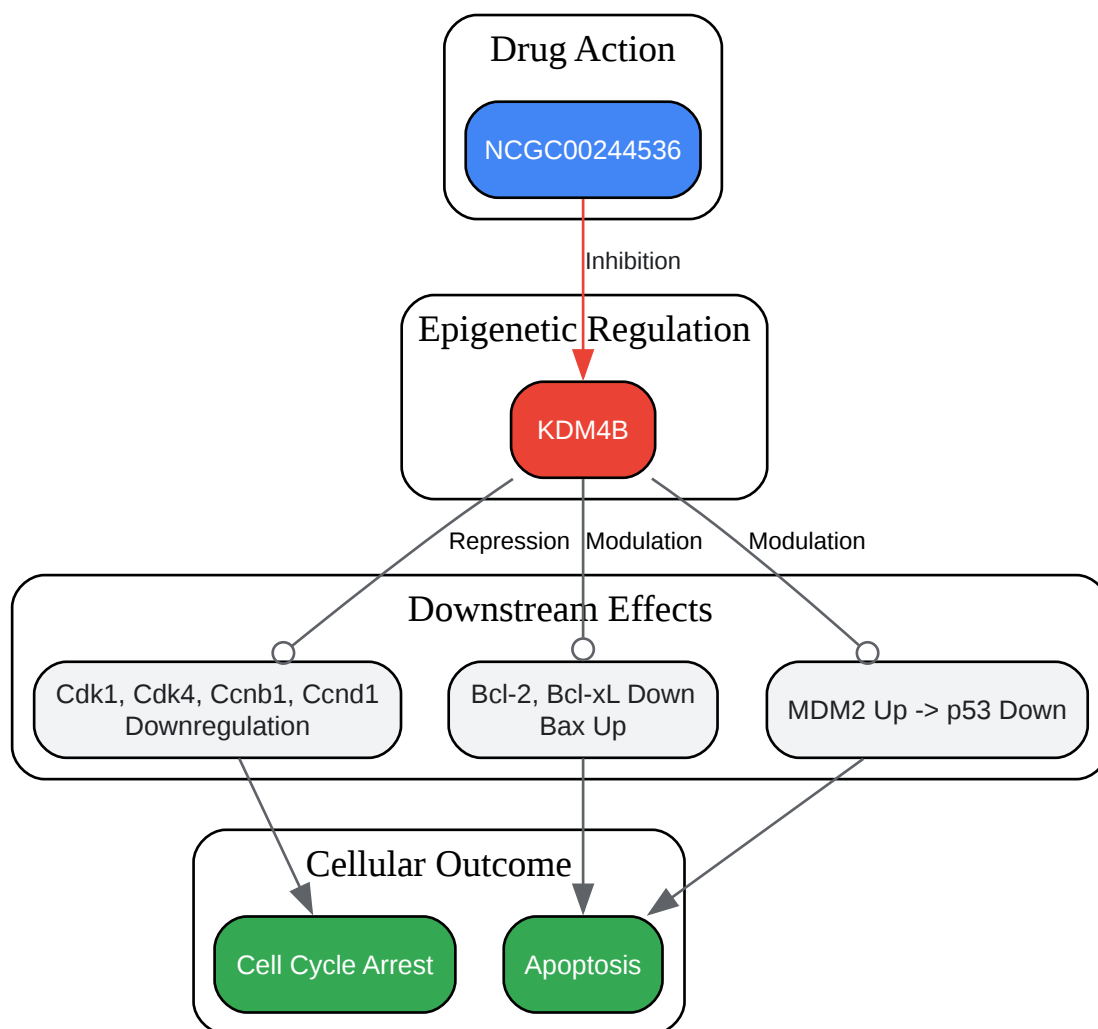 Drug Action
NCGC00244536
Inhibition
Epigenetic Regulation
KDM4B
Repression
Modulation
Modulation
Downstream Effects
Cdk1, Cdk4, Ccnb1, Ccnd1
Downregulation
Bcl-2, Bcl-xL Down
Bax Up
MDM2 Up -> p53 Down
Cellular Outcome
Cell Cycle Arrest
Apoptosis